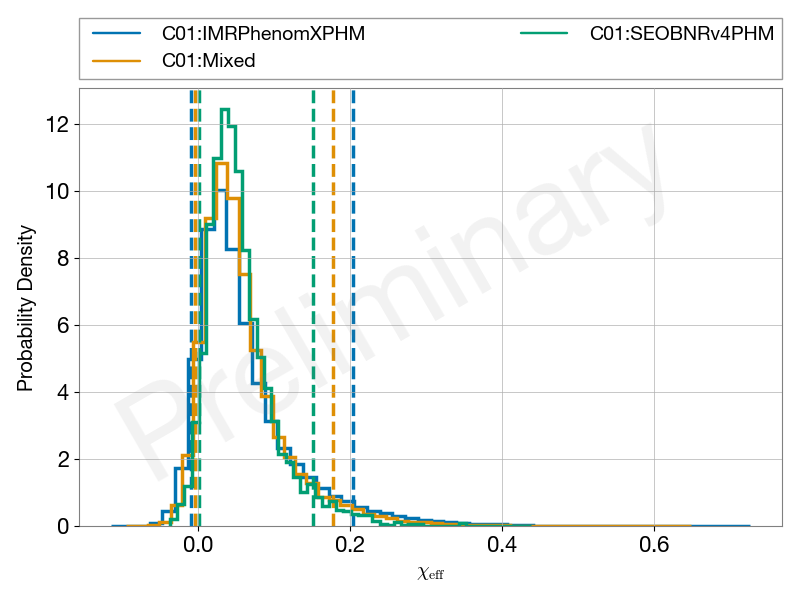 C01:IMRPhenomXPHM
C01:SEOBNRv4PHM
C01:Mixed
Preliminary
Probability Density
12
10
8
6
4
2
0
0.0 0.2 0.4 0.6
χeff